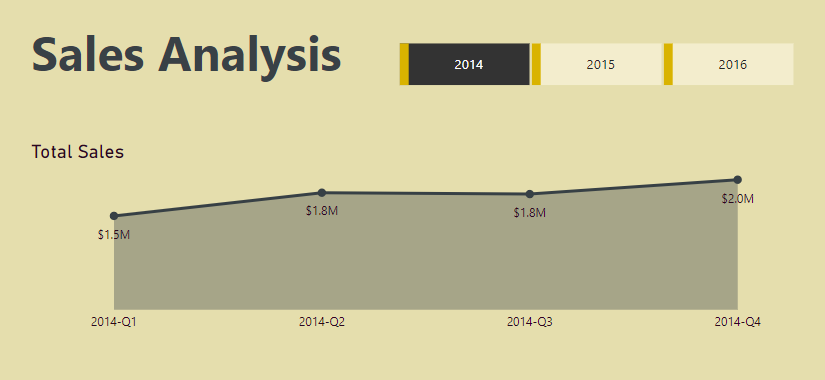 Sales Analysis
2014 2015 2016
Total Sales
$1.5M $1.8M $1.8M $2.0M
2014-Q1 2014-Q2 2014-Q3 2014-Q4